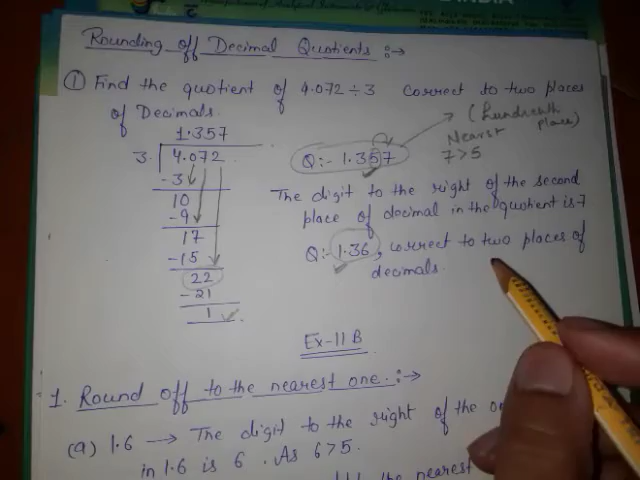 Rounding off Decimal Quotients :→
① Find the quotient of 4.072 ÷ 3 correct to two places
of Decimals.
1.357
3 4.072
-3
10
-9
17
-15
22
-21
1
Q:- 1.357
(hundredth place)
Nearst
7>5
The digit to the right of the second
place of decimal in the quotient is 7
Q:- 1.36, correct to two places of
decimals.
Ex-11 B
1. Round off to the nearest one :→
(a) 1.6 → The digit to the right of the
in 1.6 is 6. As 6>5.
the nearest